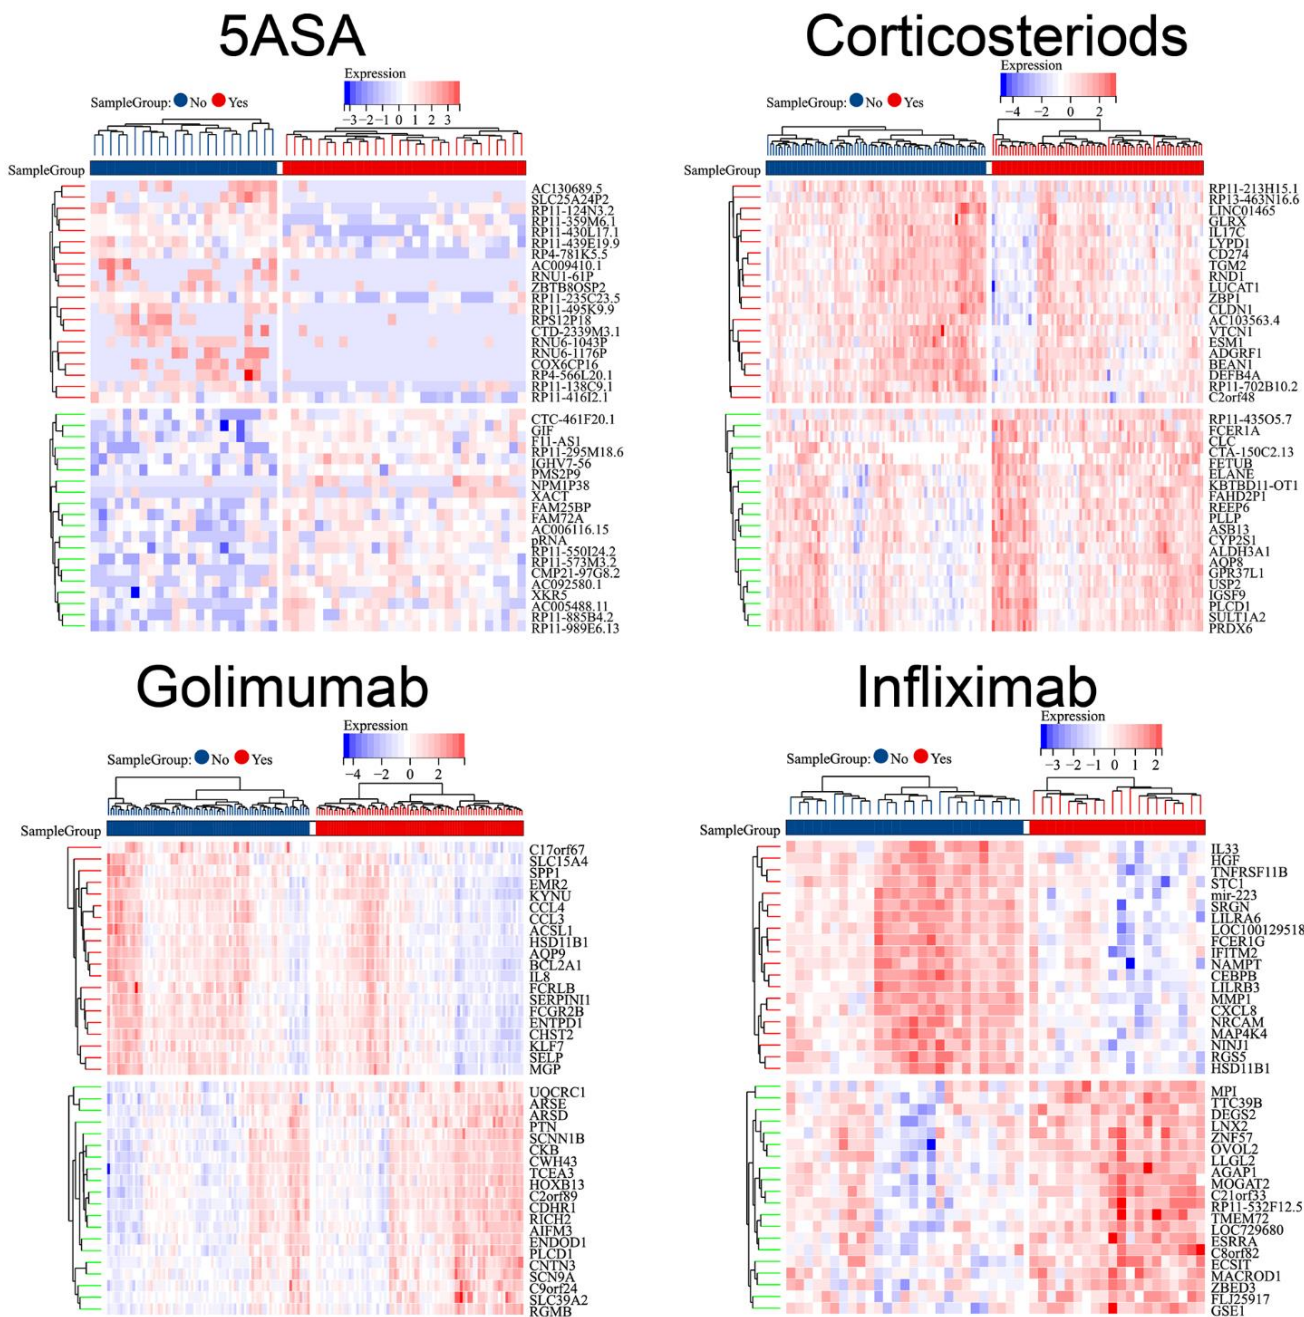 5ASA
Expression
SampleGroup: No Yes
−3−2−1 0 1 2 3
SampleGroup
AC130689.5
SLC25A24P2
RP11-124N3.2
RP11-359M6.1
RP11-430L17.1
RP11-439E19.9
RP4-781K5.5
AC009410.1
RNU1-61P
ZBTB8OSP2
RP11-235C23.5
RP11-495K9.9
RPS12P18
CTD-2339M3.1
RNU6-1043P
RNU6-1176P
COX6CP16
RP4-566L20.1
RP11-138C9.1
RP11-416I2.1
CTC-461F20.1
GIF
F11-AS1
RP11-295M18.6
IGHV7-56
PMS2P9
NPM1P38
XACT
FAM25BP
FAM72A
AC006116.15
pRNA
RP11-550I24.2
RP11-573M3.2
CMP21-97G8.2
AC092580.1
XKR5
AC005488.11
RP11-885B4.2
RP11-989E6.13
Corticosteriods
Expression
SampleGroup: No Yes
−4 −2 0 2
SampleGroup
RP11-213H15.1
RP13-463N16.6
LINC01465
GLRX
IL17C
LYPD1
CD274
TGM2
RND1
LUCAT1
ZBP1
CLDN1
AC103563.4
VTCN1
ESM1
ADGRF1
BEAN1
DEFB4A
RP11-702B10.2
C2orf48
RP11-435O5.7
FCER1A
CLC
CTA-150C2.13
FETUB
ELANE
KBTBD11-OT1
FAHD2P1
REEP6
PLLP
ASB13
CYP2S1
ALDH3A1
AQP8
GPR37L1
USP2
IGSF9
PLCD1
SULT1A2
PRDX6
Golimumab
Expression
SampleGroup: No Yes
−4 −2 0 2
SampleGroup
C17orf67
SLC15A4
SPP1
EMR2
KYNU
CCL4
CCL3
ACSL1
HSD11B1
AQP9
BCL2A1
IL8
FCRLB
SERPINI1
FCGR2B
ENTPD1
CHST2
KLF7
SELP
MGP
UQCRC1
ARSE
ARSD
PTN
SCNN1B
CKB
CWH43
TCEA3
HOXB13
C2orf89
CDHR1
RICH2
AIFM3
ENDOD1
PLCD1
CNTN3
SCN9A
C9orf24
SLC39A2
RGMB
Infliximab
Expression
SampleGroup: No Yes
−3 −2 −1 0 1 2
SampleGroup
IL33
HGF
TNFRSF11B
STC1
mir-223
SRGN
LILRA6
LOC100129518
FCER1G
IFITM2
NAMPT
CEBPB
LILRB3
MMP1
CXCL8
NRCAM
MAP4K4
NINJ1
RGS5
HSD11B1
MPI
TTC39B
DEGS2
LNX2
ZNF57
OVOL2
LLGL2
AGAP1
MOGAT2
C21orf33
RP11-532F12.5
TMEM72
LOC729680
ESRRA
C8orf82
ECSIT
MACROD1
ZBED3
FLJ25917
GSE1